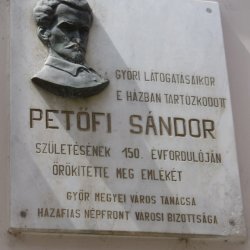 GYŐRI LÁTOGATÁSAIKOR
E HÁZBAN TARTÓZKODOTT
PETŐFI SÁNDOR
SZÜLETÉSÉNEK 150. ÉVFORDULÓJÁN
ÖRÖKÍTETTE MEG EMLÉKÉT
GYŐR MEGYEI VÁROS TANÁCSA
HAZAFIAS NÉPFRONT VÁROSI BIZOTTSÁGA